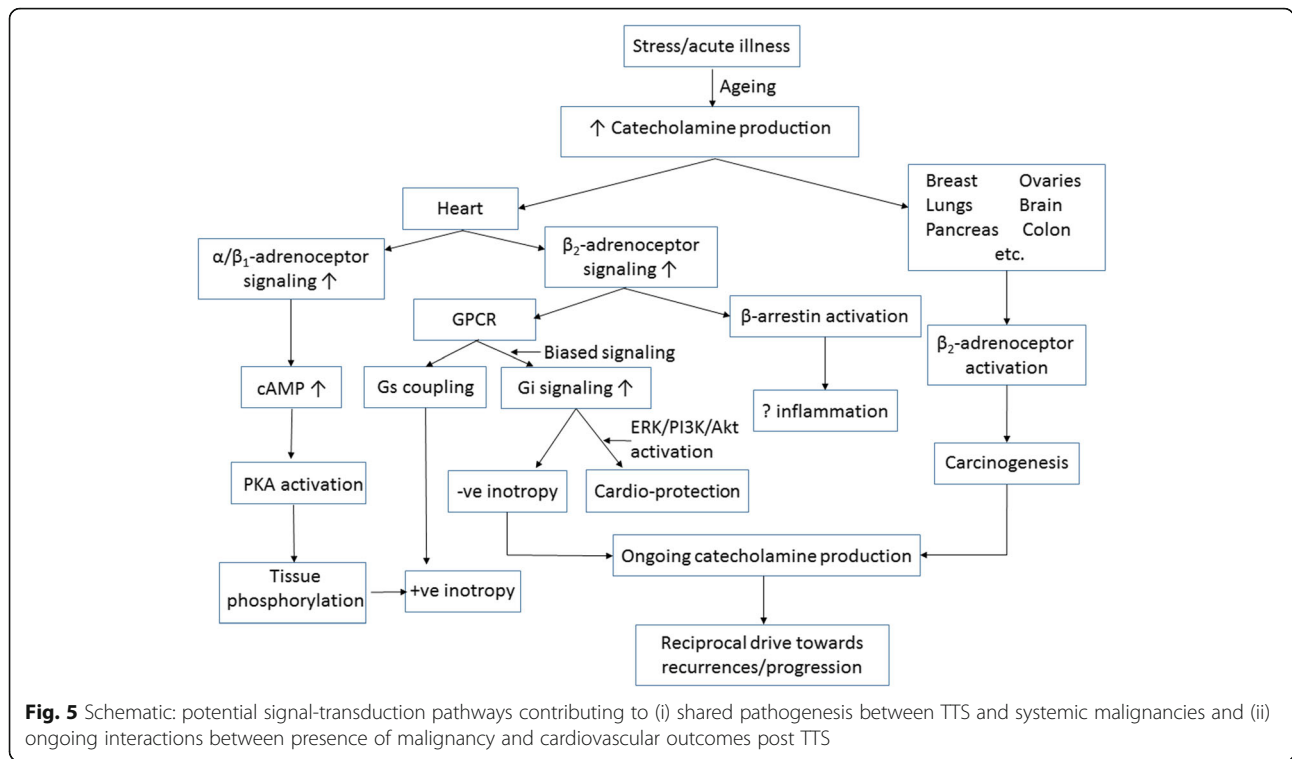 Stress/acute illness
Ageing
↑ Catecholamine production
Heart
Breast Ovaries
Lungs Brain
Pancreas Colon
etc.
α/β₁-adrenoceptor
signaling ↑
β₂-adrenoceptor
signaling ↑
GPCR
β-arrestin activation
Biased signaling
β₂-adrenoceptor
activation
cAMP ↑
Gs coupling
Gi signaling ↑
? inflammation
ERK/PI3K/Akt
activation
Carcinogenesis
PKA activation
-ve inotropy
Cardio-protection
Ongoing catecholamine production
Tissue
phosphorylation
+ve inotropy
Reciprocal drive towards
recurrences/progression
Fig. 5 Schematic: potential signal-transduction pathways contributing to (i) shared pathogenesis between TTS and systemic malignancies and (ii)
ongoing interactions between presence of malignancy and cardiovascular outcomes post TTS